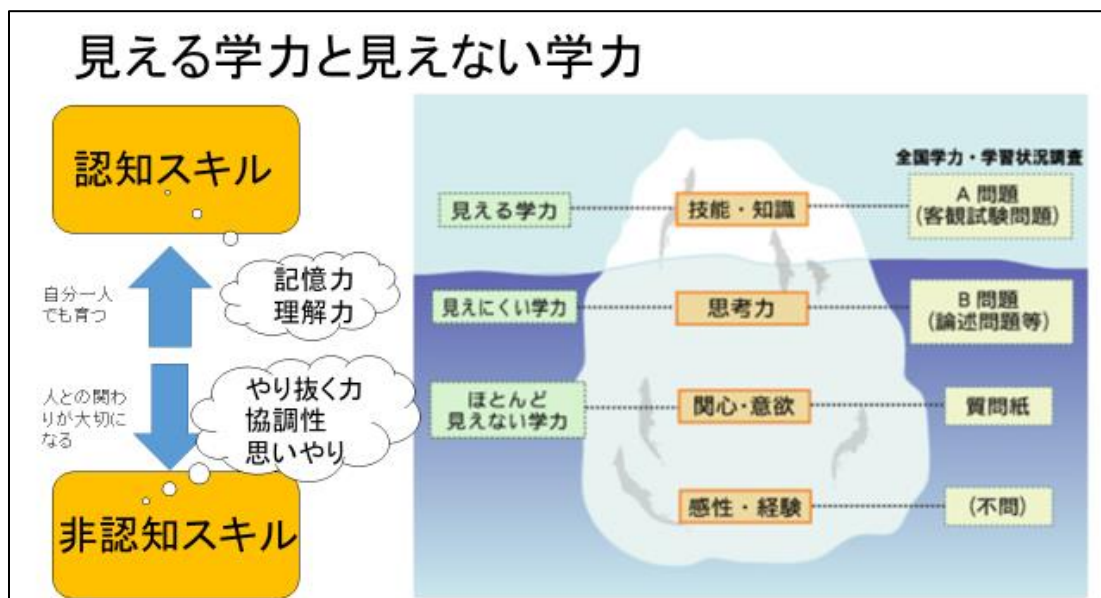 見える学力と見えない学力
認知スキル
自分一人
でも育つ
記憶力
理解力
人との関わ
りが大切に
なる
やり抜く力
協調性
思いやり
非認知スキル
全国学力・学習状況調査
見える学力
技能・知識
A 問題
(客観試験問題)
見えにくい学力
思考力
B 問題
(論述問題等)
ほとんど
見えない学力
関心・意欲
質問紙
感性・経験
(不問)